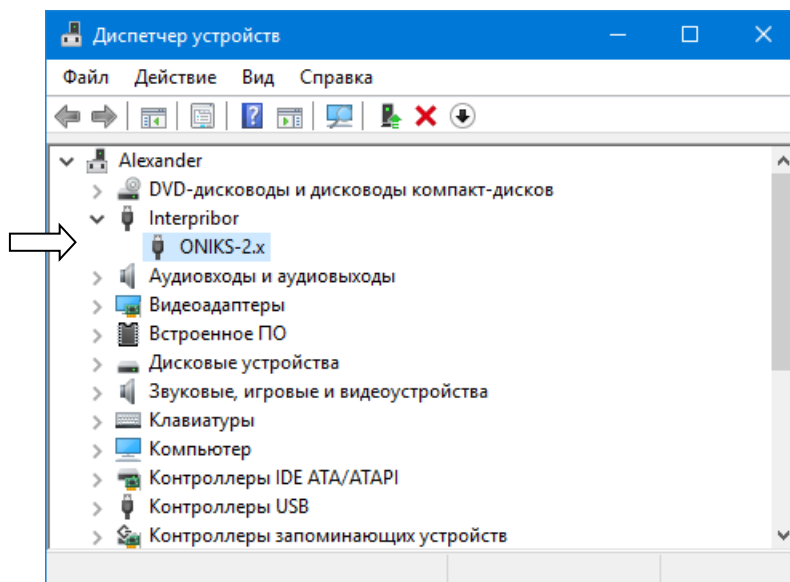 Диспетчер устройств
Файл Действие Вид Справка
Alexander
DVD-дисководы и дисководы компакт-дисков
Interpribor
ONIKS-2.x
Аудиовходы и аудиовыходы
Видеоадаптеры
Встроенное ПО
Дисковые устройства
Звуковые, игровые и видеоустройства
Клавиатуры
Компьютер
Контроллеры IDE ATA/ATAPI
Контроллеры USB
Контроллеры запоминающих устройств